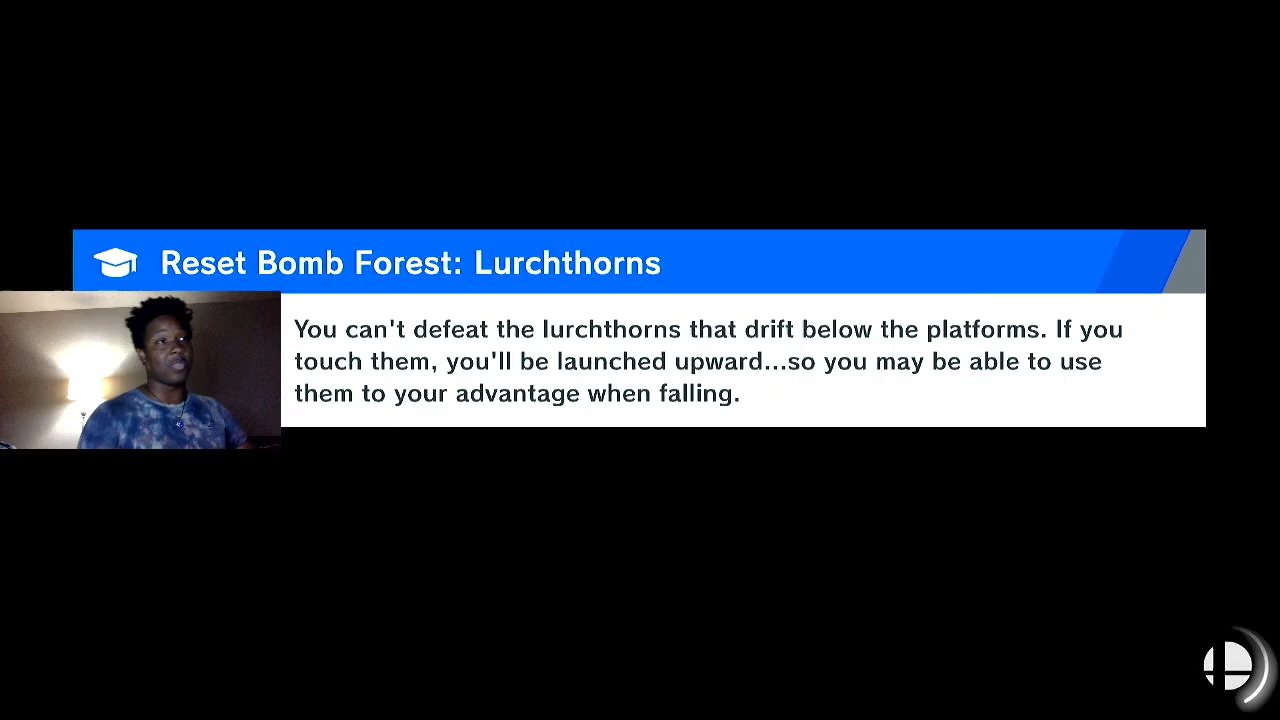 Reset Bomb Forest: Lurchthorns
You can't defeat the lurchthorns that drift below the platforms. If you
touch them, you'll be launched upward...so you may be able to use
them to your advantage when falling.